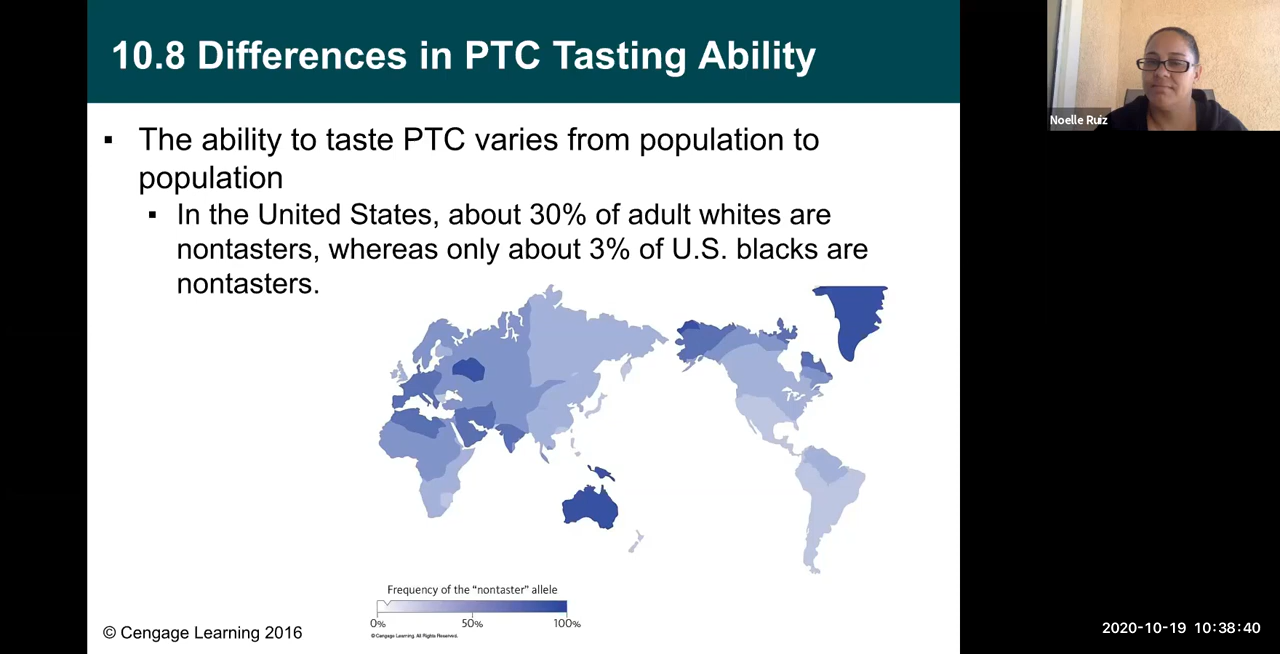 10.8 Differences in PTC Tasting Ability
Noelle Ruiz
▪ The ability to taste PTC varies from population to
population
▪ In the United States, about 30% of adult whites are
nontasters, whereas only about 3% of U.S. blacks are
nontasters.
Frequency of the "nontaster" allele
0% 50% 100%
© Cengage Learning. All Rights Reserved.
© Cengage Learning 2016
2020-10-19 10:38:40